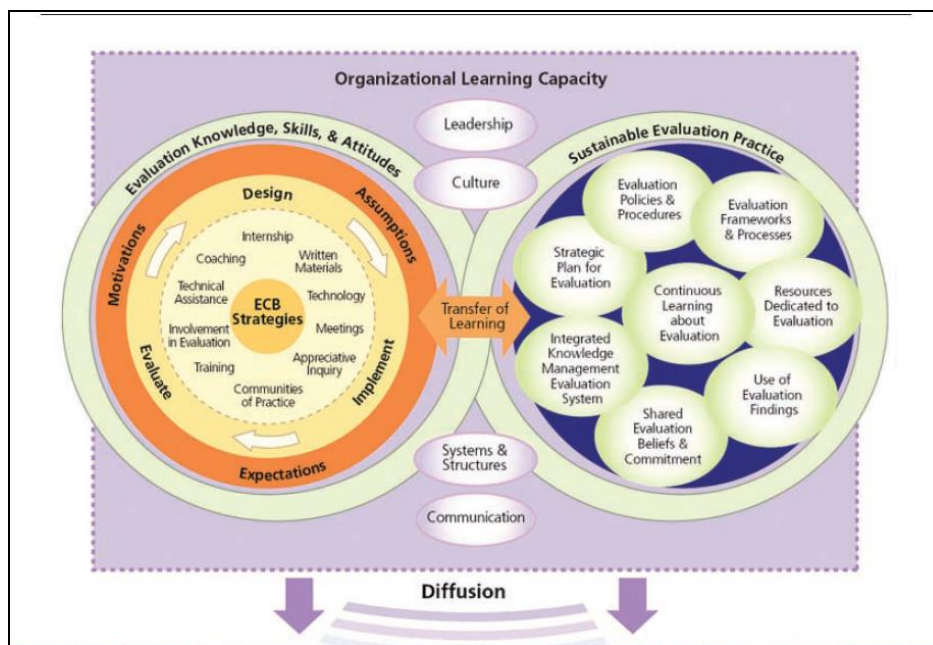 Organizational Learning Capacity
Leadership
Culture
Evaluation Knowledge, Skills, & Attitudes
Motivations
Assumptions
Expectations
Design
Implement
Evaluate
Internship
Coaching
Written
Materials
Technical
Assistance
Technology
ECB
Strategies
Involvement
in Evaluation
Meetings
Training
Appreciative
Inquiry
Communities
of Practice
Transfer of
Learning
Sustainable Evaluation Practice
Evaluation
Policies &
Procedures
Evaluation
Frameworks
& Processes
Strategic
Plan for
Evaluation
Continuous
Learning
about
Evaluation
Resources
Dedicated to
Evaluation
Integrated
Knowledge
Management
Evaluation
System
Use of
Evaluation
Findings
Shared
Evaluation
Beliefs &
Commitment
Systems &
Structures
Communication
Diffusion